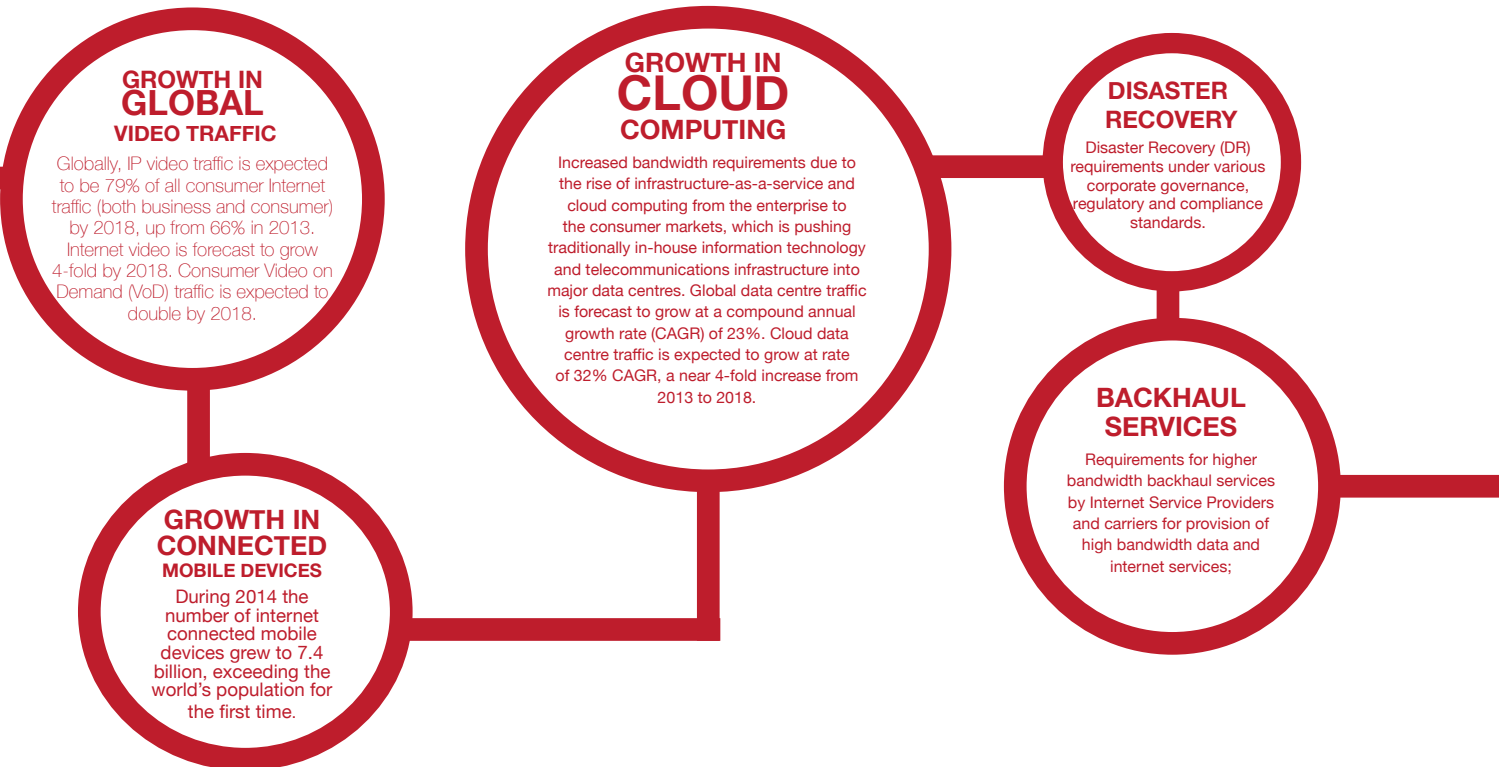 GROWTH IN
GLOBAL
VIDEO TRAFFIC
Globally, IP video traffic is expected
to be 79% of all consumer Internet
traffic (both business and consumer)
by 2018, up from 66% in 2013.
Internet video is forecast to grow
4-fold by 2018. Consumer Video on
Demand (VoD) traffic is expected to
double by 2018.
GROWTH IN
CONNECTED
MOBILE DEVICES
During 2014 the
number of internet
connected mobile
devices grew to 7.4
billion, exceeding the
world's population for
the first time.
GROWTH IN
CLOUD
COMPUTING
Increased bandwidth requirements due to
the rise of infrastructure-as-a-service and
cloud computing from the enterprise to
the consumer markets, which is pushing
traditionally in-house information technology
and telecommunications infrastructure into
major data centres. Global data centre traffic
is forecast to grow at a compound annual
growth rate (CAGR) of 23%. Cloud data
centre traffic is expected to grow at rate
of 32% CAGR, a near 4-fold increase from
2013 to 2018.
DISASTER
RECOVERY
Disaster Recovery (DR)
requirements under various
corporate governance,
regulatory and compliance
standards.
BACKHAUL
SERVICES
Requirements for higher
bandwidth backhaul services
by Internet Service Providers
and carriers for provision of
high bandwidth data and
internet services;